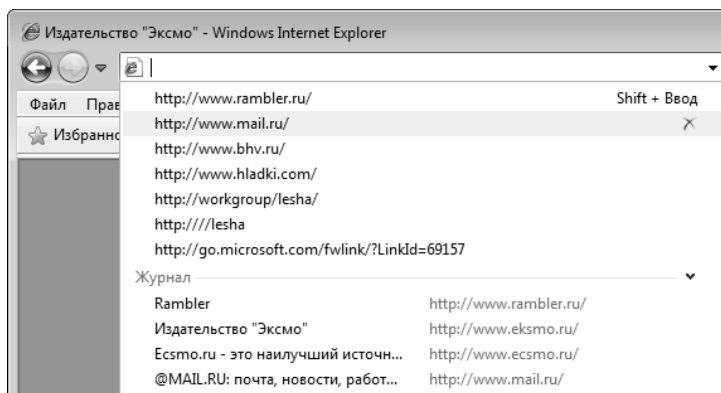 Издательство "Эксмо" - Windows Internet Explorer
http://www.rambler.ru/ Shift + Ввод
Файл Прав
http://www.mail.ru/
Избранно
http://www.bhv.ru/
http://www.hladki.com/
http://workgroup/lesha/
http:////lesha
http://go.microsoft.com/fwlink/?LinkId=69157
Журнал
Rambler http://www.rambler.ru/
Издательство "Эксмо" http://www.eksmo.ru/
Ecsmo.ru - это наилучший источн... http://www.ecsmo.ru/
@MAIL.RU: почта, новости, работ... http://www.mail.ru/